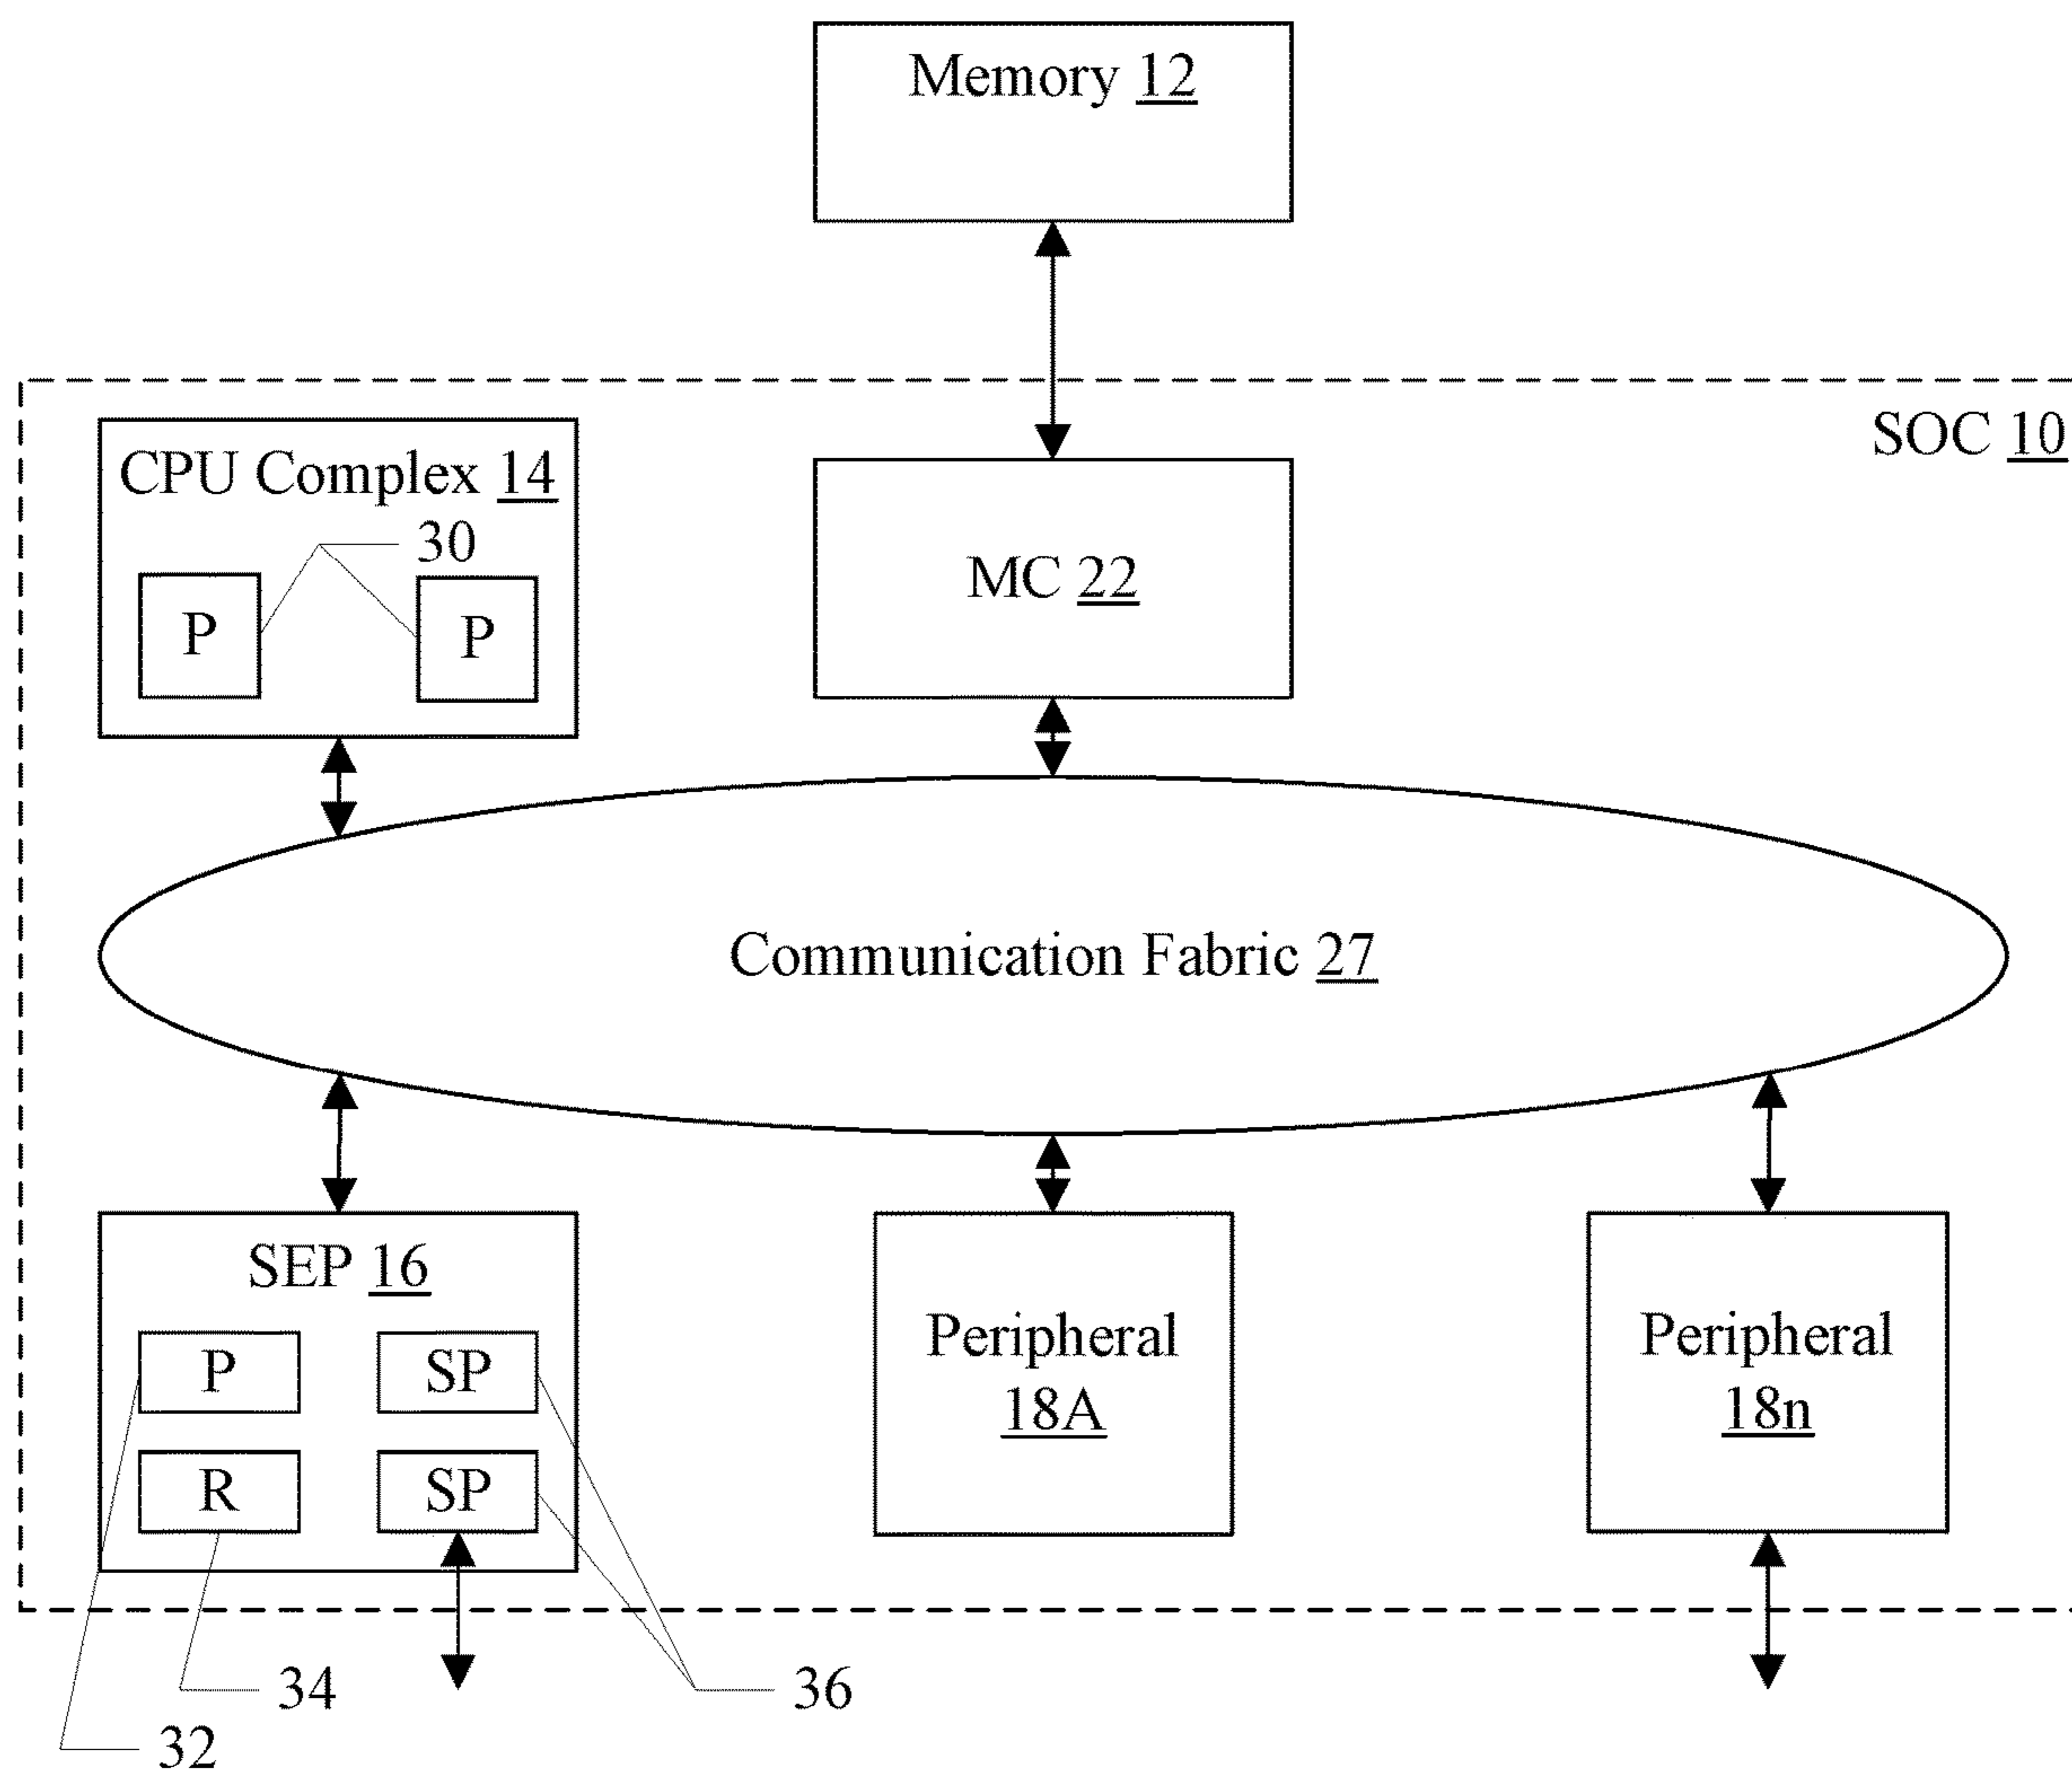 Memory 12
SOC 10
CPU Complex 14
30
P
P
MC 22
Communication Fabric 27
SEP 16
P
SP
R
SP
Peripheral
18A
Peripheral
18n
34
36
32